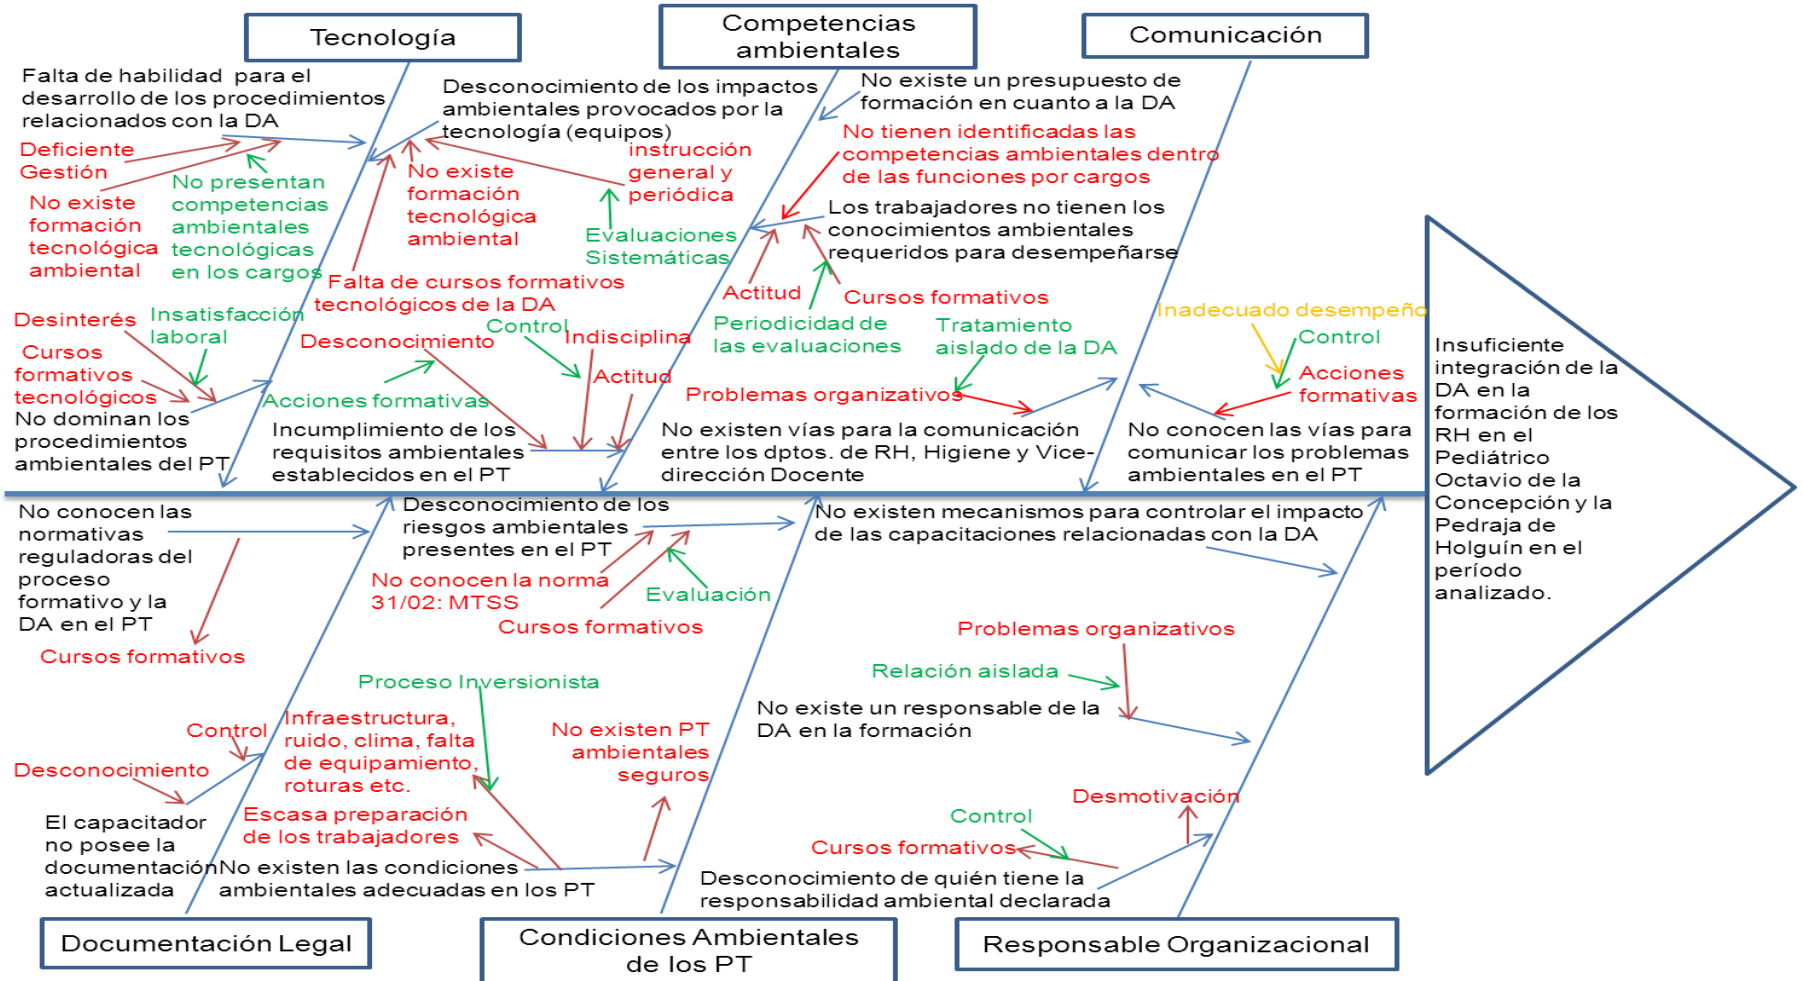 Tecnología
Competencias
ambientales
Comunicación
Falta de habilidad para el
desarrollo de los procedimientos
relacionados con la DA
Deficiente
Gestión
No existe
formación
tecnológica
ambiental
No presentan
competencias
ambientales
tecnológicas
en los cargos
Desconocimiento de los impactos
ambientales provocados por la
tecnología (equipos)
instrucción
general y
periódica
No existe
formación
tecnológica
ambiental
Evaluaciones
Sistemáticas
Falta de cursos formativos
tecnológicos de la DA
Desinterés
Insatisfacción
laboral
Cursos
formativos
tecnológicos
No dominan los
procedimientos
ambientales del PT
No existe un presupuesto de
formación en cuanto a la DA
No tienen identificadas las
competencias ambientales dentro
de las funciones por cargos
Los trabajadores no tienen los
conocimientos ambientales
requeridos para desempeñarse
Actitud
Cursos formativos
Periodicidad de
las evaluaciones
Desconocimiento
Control
Indisciplina
Actitud
Acciones formativas
Incumplimiento de los
requisitos ambientales
establecidos en el PT
Tratamiento
aislado de la DA
Problemas organizativos
No existen vías para la comunicación
entre los dptos. de RH, Higiene y Vice-
dirección Docente
Inadecuado desempeño
Control
Acciones
formativas
No conocen las vías para
comunicar los problemas
ambientales en el PT
Insuficiente
integración de la
DA en la
formación de los
RH en el
Pediátrico
Octavio de la
Concepción y la
Pedraja de
Holguín en el
período
analizado.
No conocen las
normativas
reguladoras del
proceso
formativo y la
DA en el PT
Cursos formativos
Control
Desconocimiento
El capacitador
no posee la
documentación
actualizada
Desconocimiento de los
riesgos ambientales
presentes en el PT
No conocen la norma
31/02: MTSS
Evaluación
Cursos formativos
Proceso Inversionista
Infraestructura,
ruido, clima, falta
de equipamiento,
roturas etc.
No existen PT
ambientales
seguros
Escasa preparación
de los trabajadores
No existen las condiciones
ambientales adecuadas en los PT
No existen mecanismos para controlar el impacto
de las capacitaciones relacionadas con la DA
Problemas organizativos
Relación aislada
No existe un responsable de la
DA en la formación
Desmotivación
Control
Cursos formativos
Desconocimiento de quién tiene la
responsabilidad ambiental declarada
Documentación Legal
Condiciones Ambientales
de los PT
Responsable Organizacional